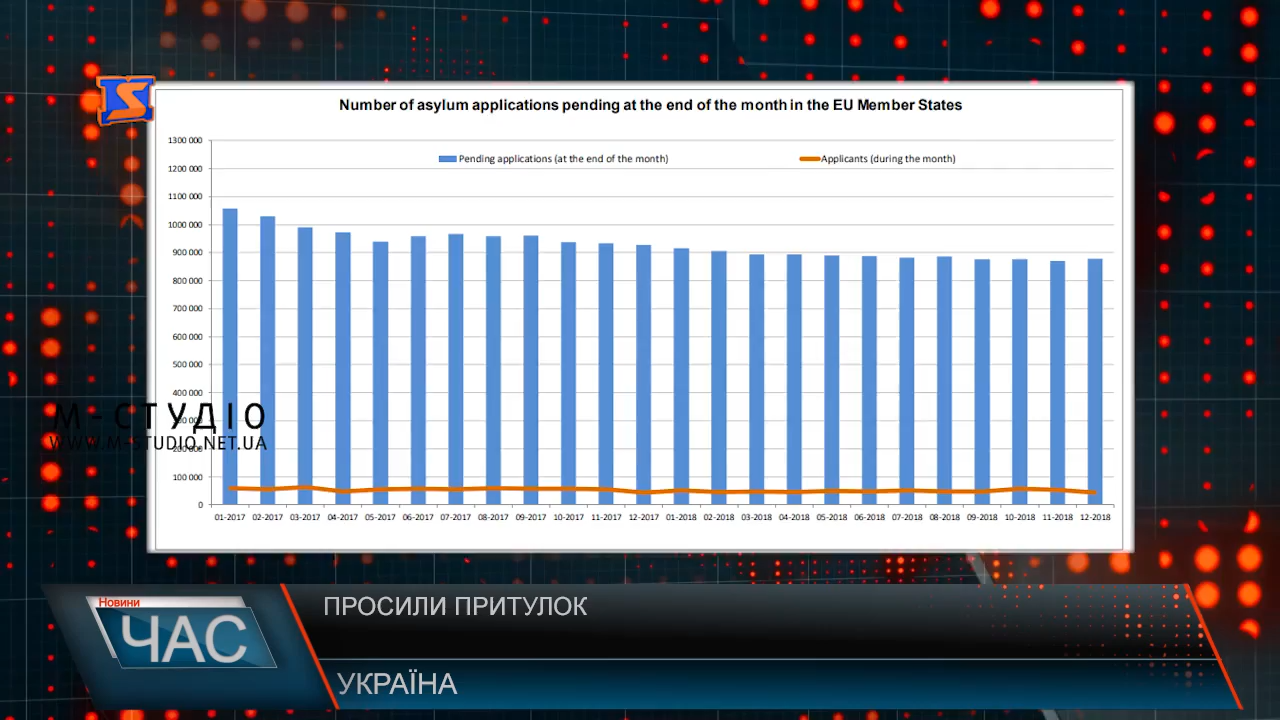 Number of asylum applications pending at the end of the month in the EU Member States
1300 000
Pending applications (at the end of the month) Applicants (during the month)
1200 000
1100 000
1000 000
900 000
800 000
700 000
600 000
500 000
400 000
М-СТУДІО
WWW.M-STUDIO.NET.UA
100 000
0
01-2017 02-2017 03-2017 04-2017 05-2017 06-2017 07-2017 08-2017 09-2017 10-2017 11-2017 12-2017 01-2018 02-2018 03-2018 04-2018 05-2018 06-2018 07-2018 08-2018 09-2018 10-2018 11-2018 12-2018
Новини
ЧАС
ПРОСИЛИ ПРИТУЛОК
УКРАЇНА